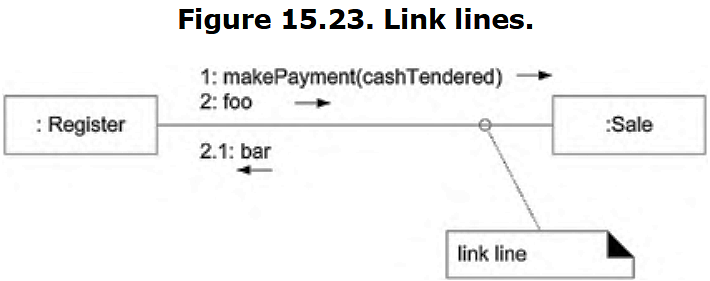 Figure 15.23. Link lines.
1: makePayment(cashTendered)
2: foo
: Register
:Sale
2.1: bar
link line